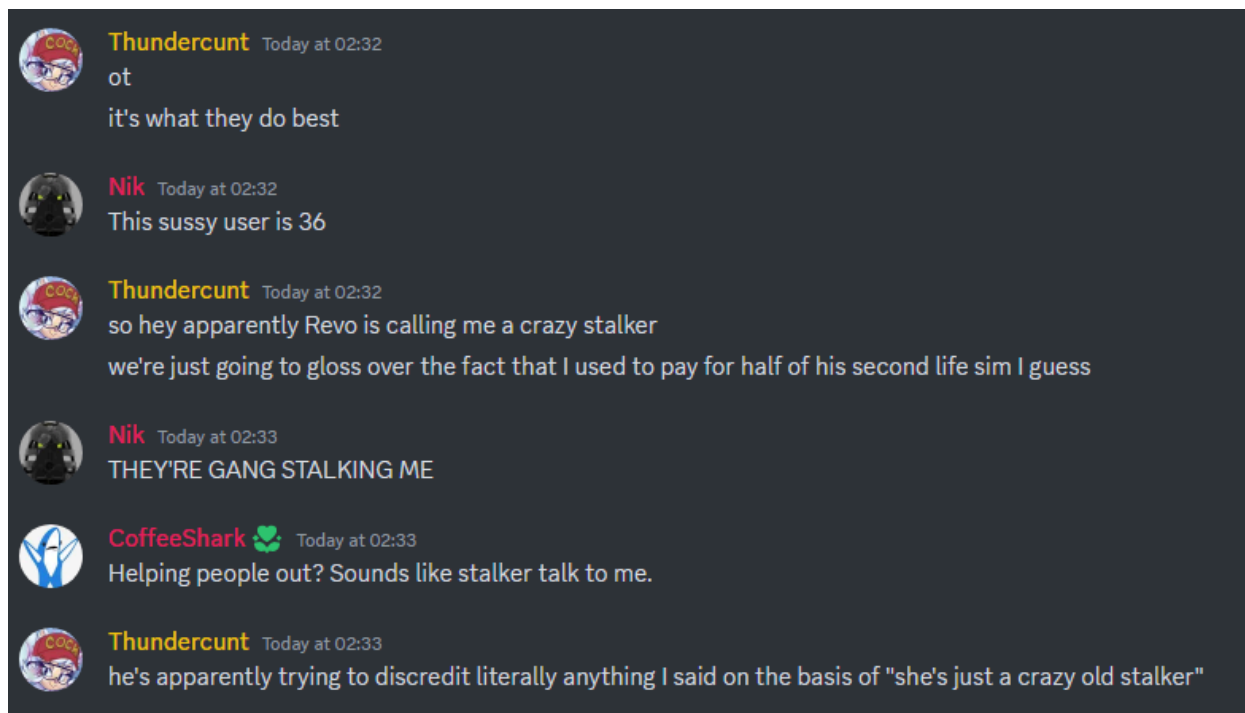 Thundercunt Today at 02:32
ot
it's what they do best
Nik Today at 02:32
This sussy user is 36
Thundercunt Today at 02:32
so hey apparently Revo is calling me a crazy stalker
we're just going to gloss over the fact that I used to pay for half of his second life sim I guess
Nik Today at 02:33
THEY'RE GANG STALKING ME
CoffeeShark Today at 02:33
Helping people out? Sounds like stalker talk to me.
Thundercunt Today at 02:33
he's apparently trying to discredit literally anything I said on the basis of "she's just a crazy old stalker"